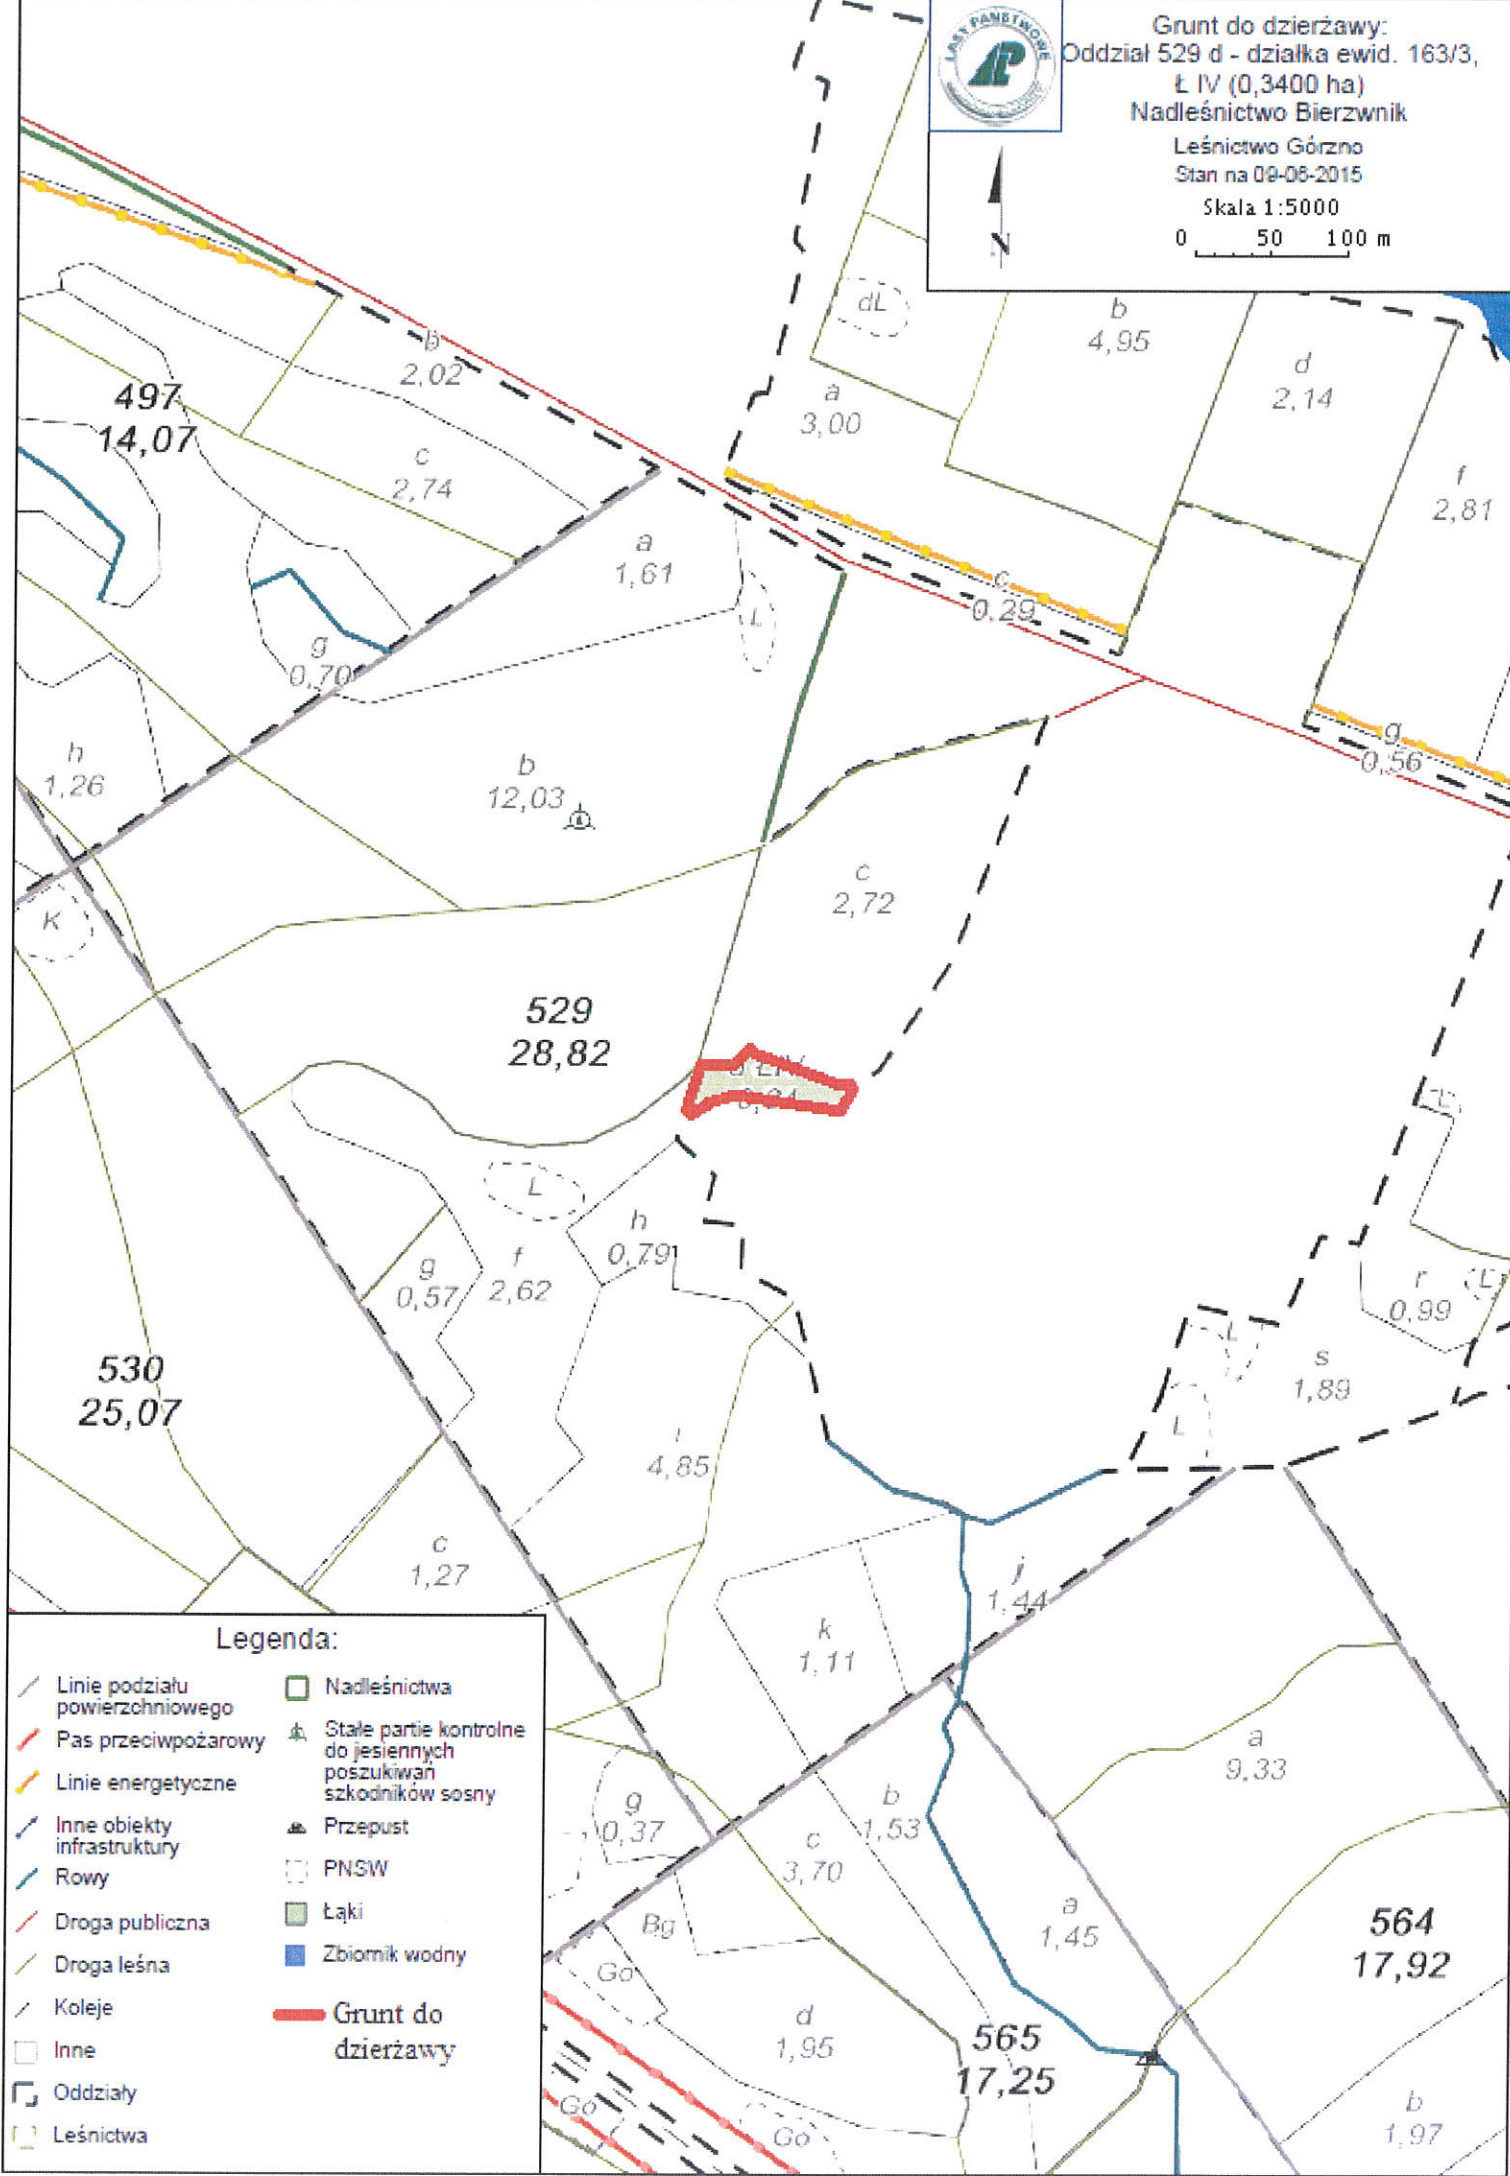 LASY PAŃSTWOWE
Grunt do dzierżawy:
Oddział 529 d - działka ewid. 163/3,
Ł IV (0,3400 ha)
Nadleśnictwo Bierzwnik
Leśnictwo Górzno
Stan na 09-06-2015
Skala 1:5000
0 50 100 m
N
dL
b
4,95
d
2,14
a
3,00
f
2,81
b
2,02
497
14,07
c
2,74
a
1,61
L
c
0,29
g
0,70
g
0,56
h
1,26
b
12,03
c
2,72
K
529
28,82
L
L
h
0,79
g
0,57
f
2,62
r
0,99
L
L
s
1,89
L
530
25,07
4,85
c
1,27
j
1,44
k
1,11
a
9,33
g
0,37
b
1,53
c
3,70
Bg
a
1,45
564
17,92
Go
d
1,95
565
17,25
Go
Go
b
1,97
Legenda:
Linie podziału
powierzchniowego
Pas przeciwpożarowy
Linie energetyczne
Inne obiekty
infrastruktury
Rowy
Droga publiczna
Droga leśna
Koleje
Inne
Oddziały
Leśnictwa
Nadleśnictwa
Stałe partie kontrolne
do jesiennych
poszukiwań
szkodników sosny
Przepust
PNSW
Łąki
Zbiornik wodny
Grunt do
dzierżawy